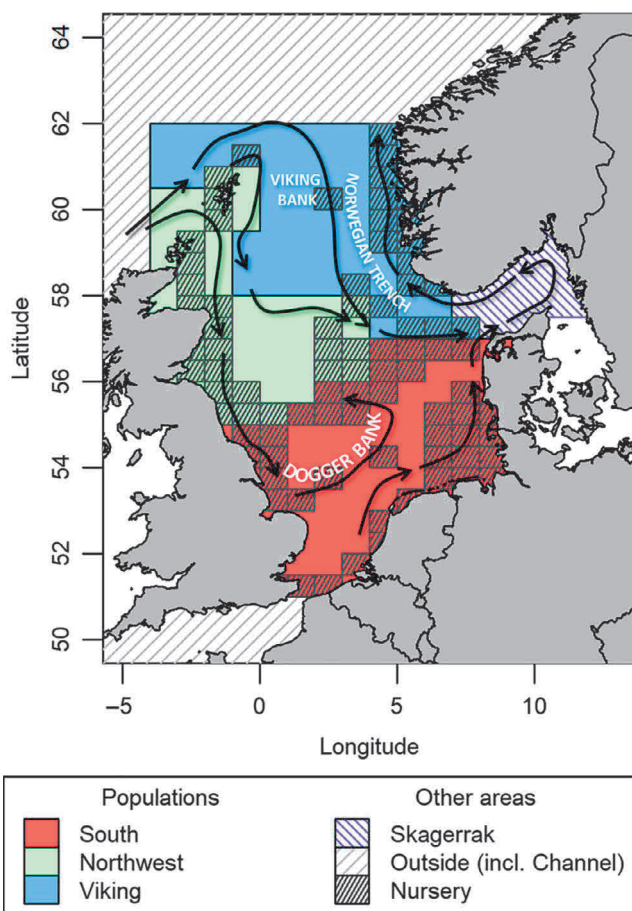 64
62
60
58
56
54
52
50
Latitude
VIKING
BANK
NORWEGIAN TRENCH
DOGGER BANK
−5
0
5
10
Longitude
Populations
South
Northwest
Viking
Other areas
Skagerrak
Outside (incl. Channel)
Nursery